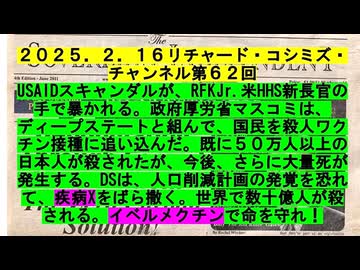 The
SOVEREIGN INDEPENDENT
4th Edition - June 2011
２０２５．２．１６リチャード・コシミズ・
チャンネル第６２回
USAIDスキャンダルが、RFKJr.米HHS新長官の
手で暴かれる。政府厚労省マスコミは、
ディープステートと組んで、国民を殺人ワク
チン接種に追い込んだ。既に５０万人以上の
日本人が殺されたが、今後、さらに大量死が
発生する。DSは、人口削減計画の発覚を恐れ
て、疾病Xをばら撒く。世界で数十億人が殺
される。イベルメクチンで命を守れ！
Solution!